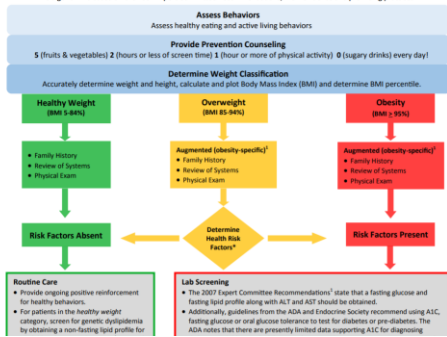 Assess Behaviors
Assess healthy eating and active living behaviors
Provide Prevention Counseling
5 (fruits & vegetables) 2 (hours or less of screen time) 1 (hour or more of physical activity) 0 (sugary drinks) every day!
Determine Weight Classification
Accurately determine weight and height, calculate and plot Body Mass Index (BMI) and determine BMI percentile.
Healthy Weight
(BMI 5-84%)
Overweight
(BMI 85-94%)
Obesity
(BMI ≥ 95%)
• Family History
• Review of Systems
• Physical Exam
Augmented (obesity-specific)
• Family History
• Review of Systems
• Physical Exam
Augmented (obesity-specific)
• Family History
• Review of Systems
• Physical Exam
Risk Factors Absent
Determine
Health Risk
Factors*
Risk Factors Present
Routine Care
• Provide ongoing positive reinforcement
for healthy behaviors.
• For patients in the healthy weight
category, screen for genetic dyslipidemia
by obtaining a non-fasting lipid profile for
Lab Screening
• The 2007 Expert Committee Recommendations state that a fasting glucose and
fasting lipid profile along with ALT and AST should be obtained.
• Additionally, guidelines from the ADA and Endocrine Society recommend using A1C,
fasting glucose or oral glucose tolerance to test for diabetes or pre-diabetes. The
ADA notes that there are presently limited data supporting A1C for diagnosing